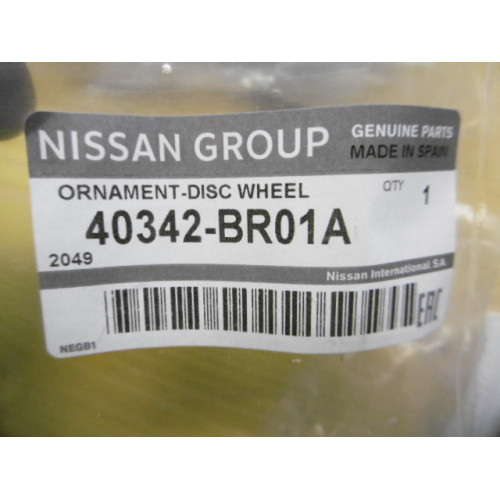 NISSAN GROUP
GENUINE PARTS
MADE IN SPAIN
ORNAMENT-DISC WHEEL
QTY 1
40342-BR01A
2049
Nissan International, S.A.
NEGB1
EAC